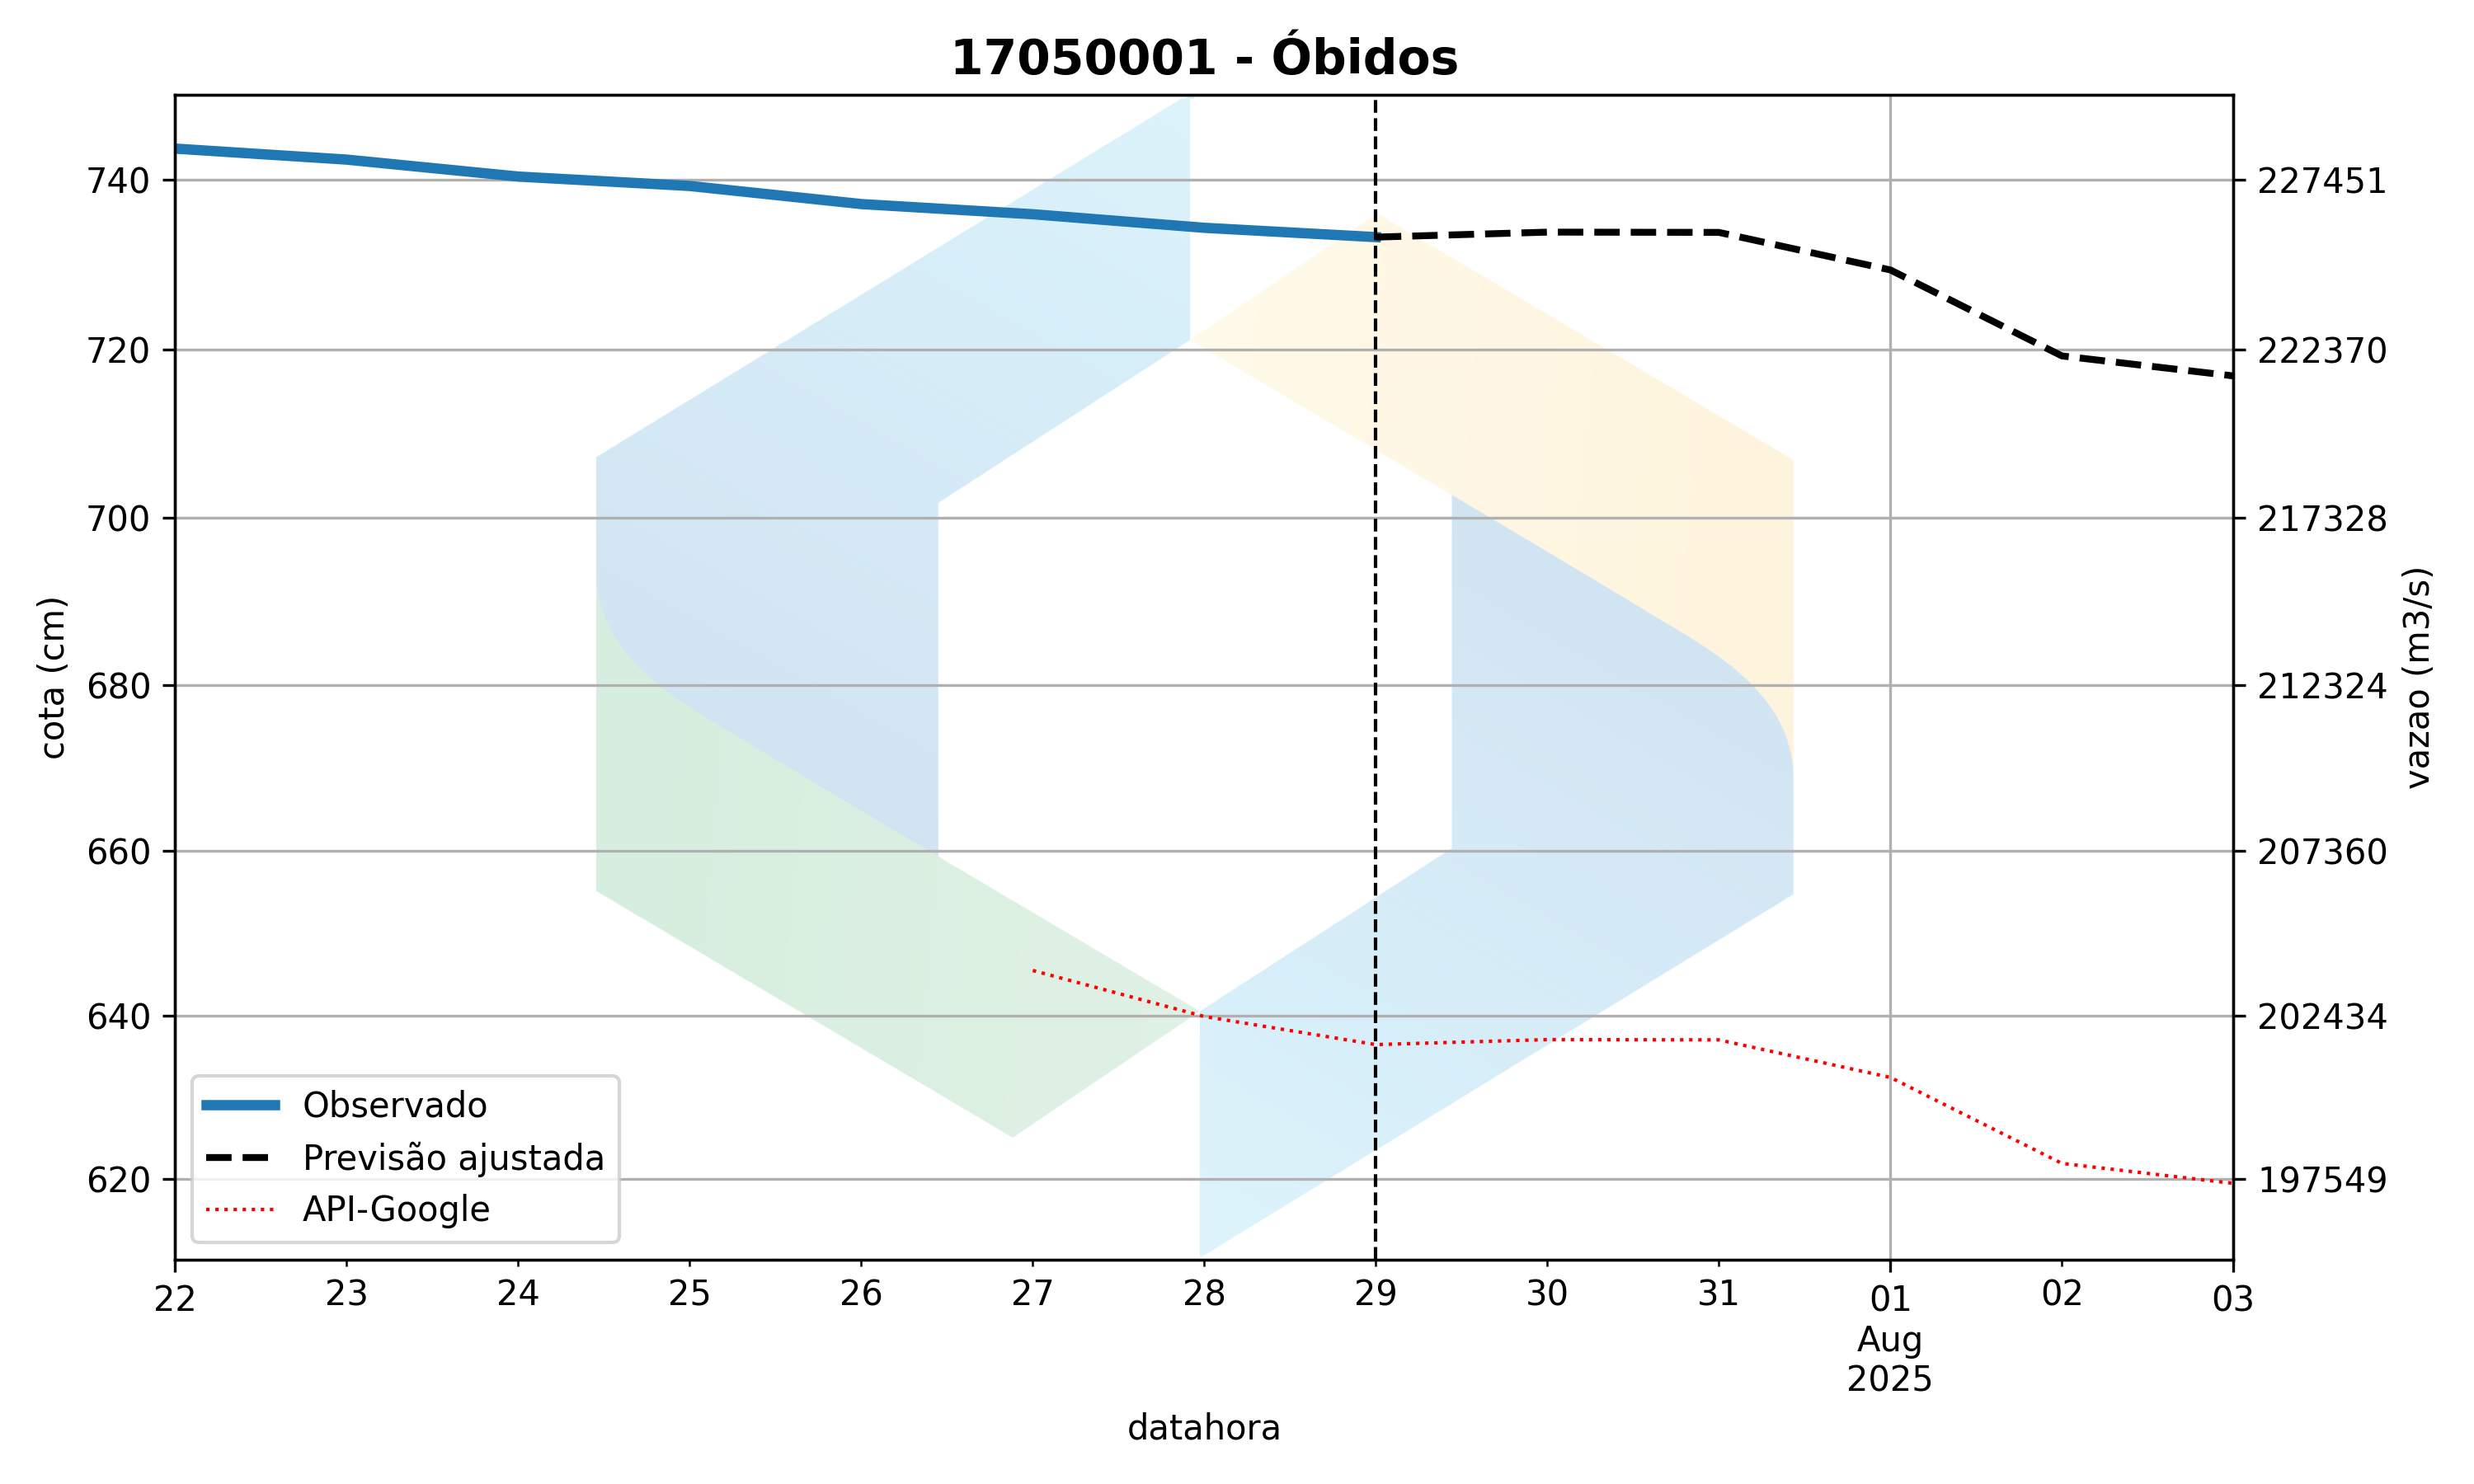 17050001 - Óbidos
740
720
700
680
660
640
620
cota (cm)
227451
222370
217328
212324
207360
202434
197549
vazao (m3/s)
Observado
Previsão ajustada
API-Google
22 23 24 25 26 27 28 29 30 31 01 02 03
Aug
2025
datahora